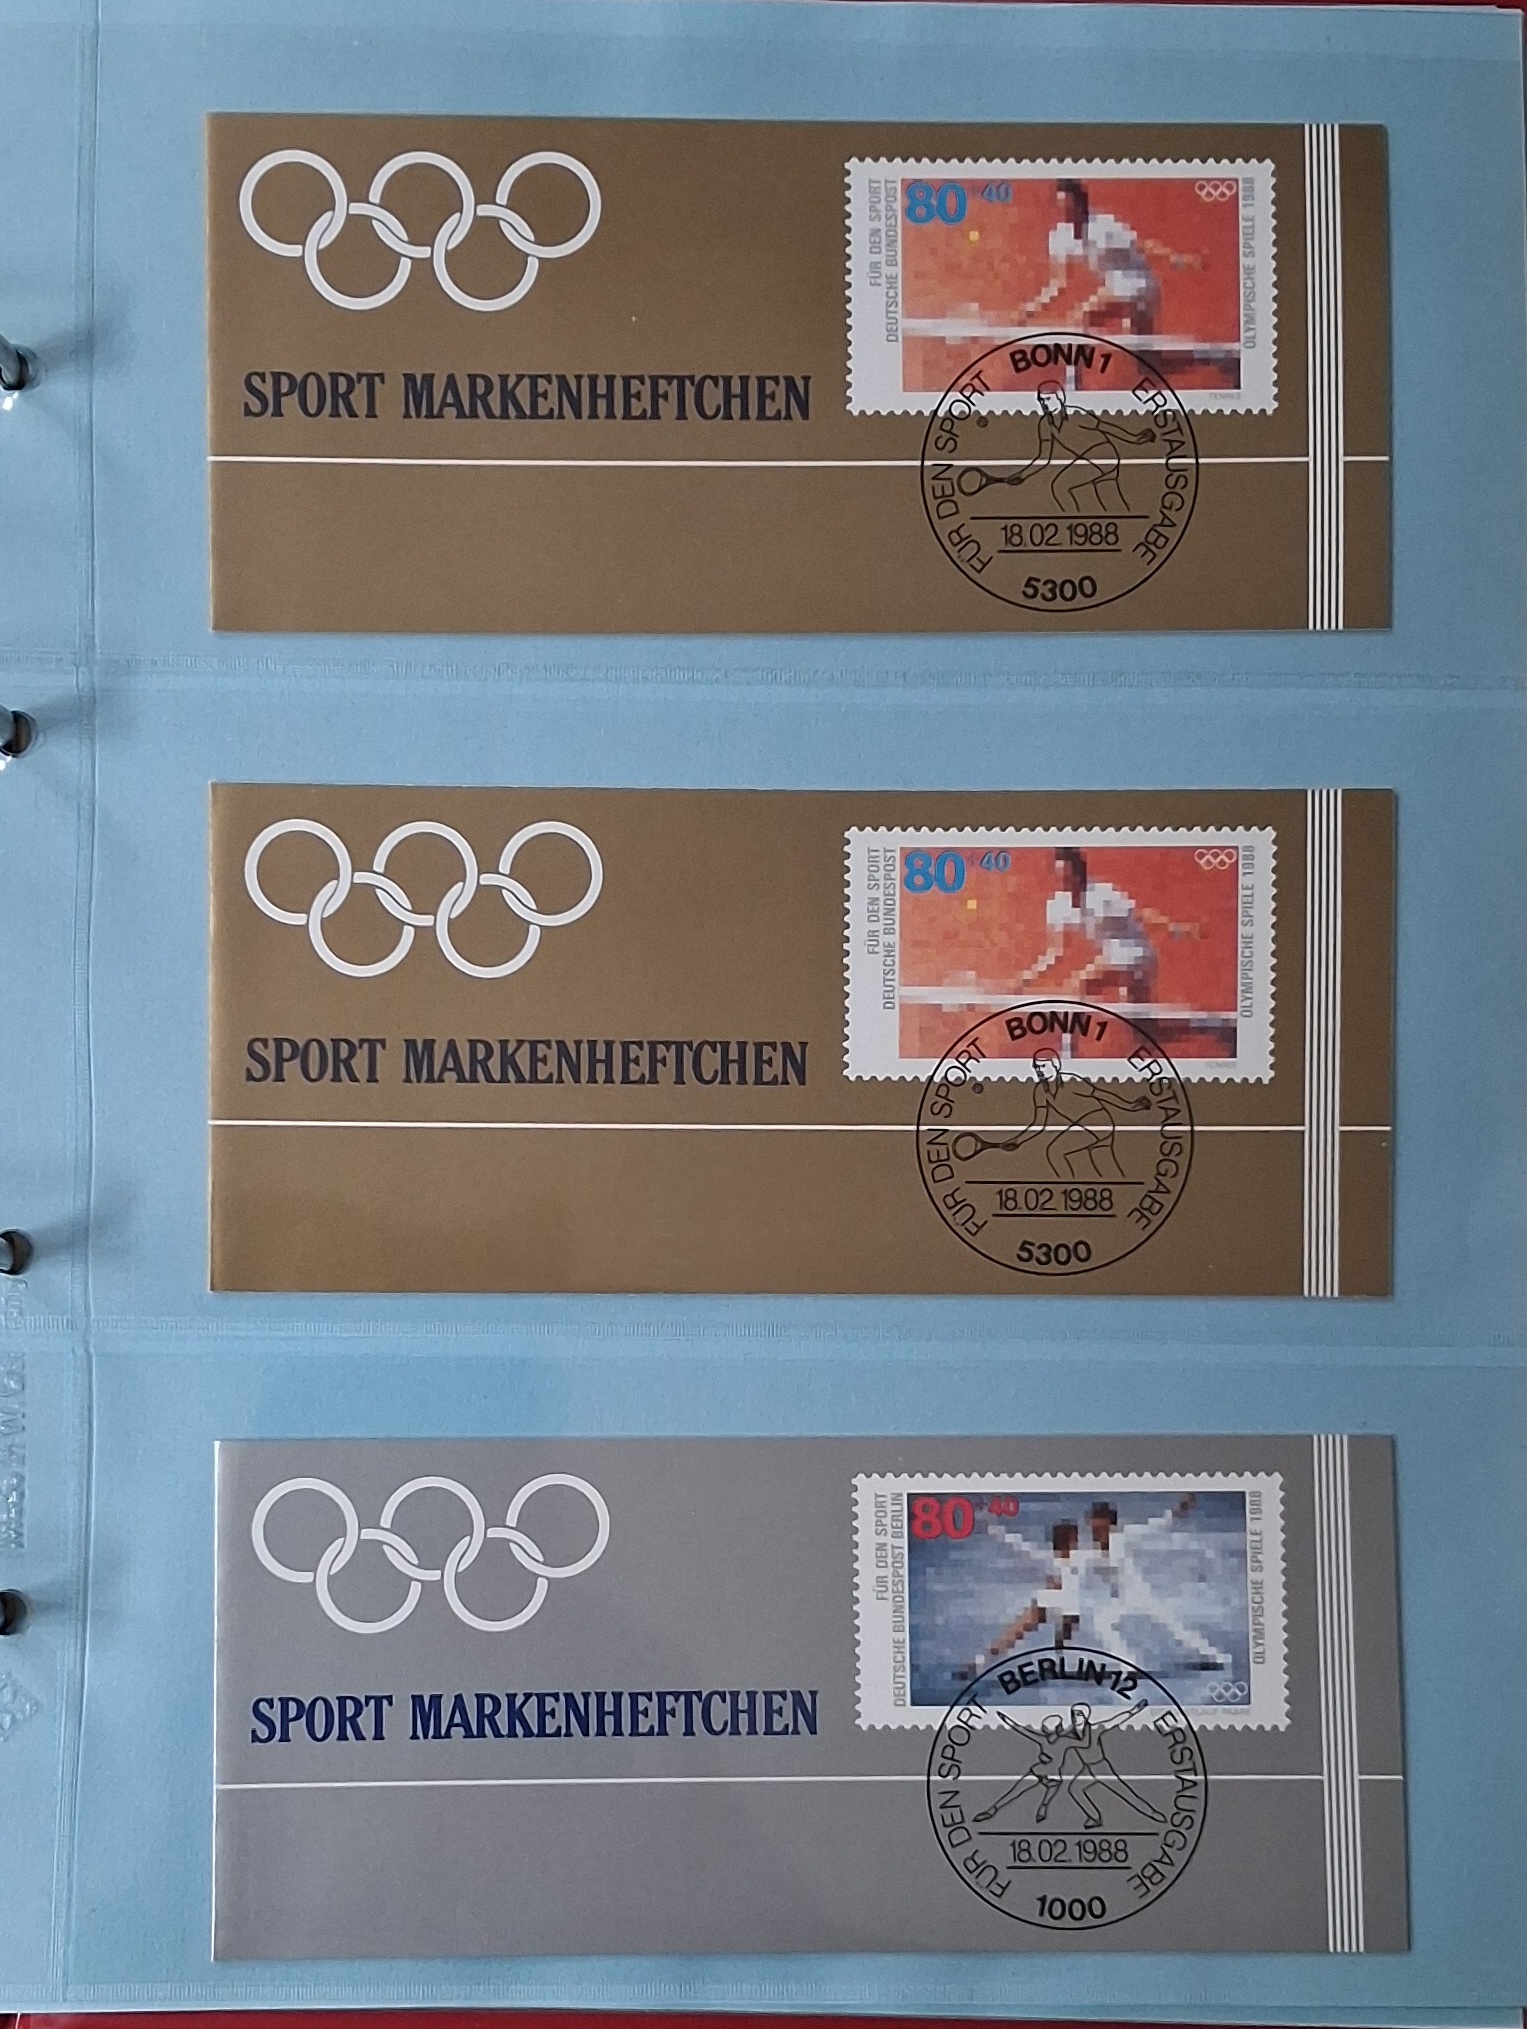 SPORT MARKENHEFTCHEN
FÜR DEN SPORT
DEUTSCHE BUNDESPOST
80+40
OLYMPISCHE SPIELE 1988
TENNIS
BONN 1
FÜR DEN SPORT
ERSTAUSGABE
18.02.1988
5300
SPORT MARKENHEFTCHEN
FÜR DEN SPORT
DEUTSCHE BUNDESPOST
80+40
OLYMPISCHE SPIELE 1988
TENNIS
BONN 1
FÜR DEN SPORT
ERSTAUSGABE
18.02.1988
5300
SPORT MARKENHEFTCHEN
FÜR DEN SPORT
DEUTSCHE BUNDESPOST BERLIN
80+40
OLYMPISCHE SPIELE 1988
BERLIN 12
FÜR DEN SPORT
ERSTAUSGABE
18.02.1988
1000